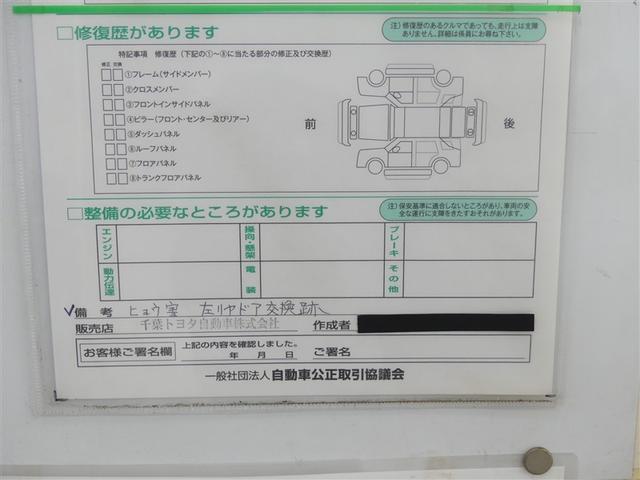 □修復歴があります
注）修復歴のあるクルマであっても、走行上は支障ありません。詳細は係員にお尋ね下さい。
特記事項 修復歴（下記の①～⑧に当たる部分の修正及び交換歴）
修正 交換
①フレーム（サイドメンバー）
②クロスメンバー
③フロントインサイドパネル
④ピラー（フロント・センター及びリアー）
⑤ダッシュパネル
⑥ルーフパネル
⑦フロアパネル
⑧トランクフロアパネル
前
後
□整備の必要なところがあります
注）保安基準に適合しないところがあり、車両の安全な運行に支障をきたすおそれがあります。
エンジン
操向・懸架
ブレーキ
動力伝達
電装
その他
✓備考 ヒョウ害 左リヤドア交換跡へ
販売店 千葉トヨタ自動車株式会社 作成者
お客様ご署名欄
上記の内容を確認しました。
年 月 日 ご署名
一般社団法人 自動車公正取引協議会